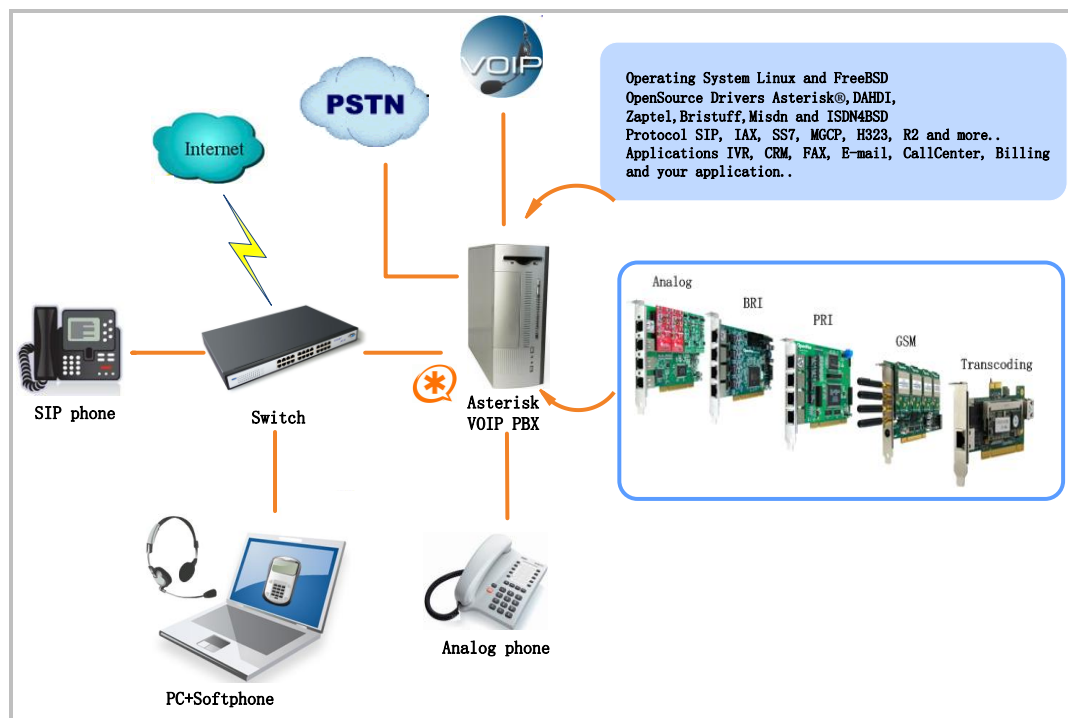 VOIP
PSTN
Internet
Operating System Linux and FreeBSD
OpenSource Drivers Asterisk®,DAHDI,
Zaptel,Bristuff,Misdn and ISDN4BSD
Protocol SIP, IAX, SS7, MGCP, H323, R2 and more..
Applications IVR, CRM, FAX, E-mail, CallCenter, Billing
and your application..
Analog
BRI
PRI
GSM
Transcoding
SIP phone
Switch
Asterisk
VOIP PBX
Analog phone
PC+Softphone